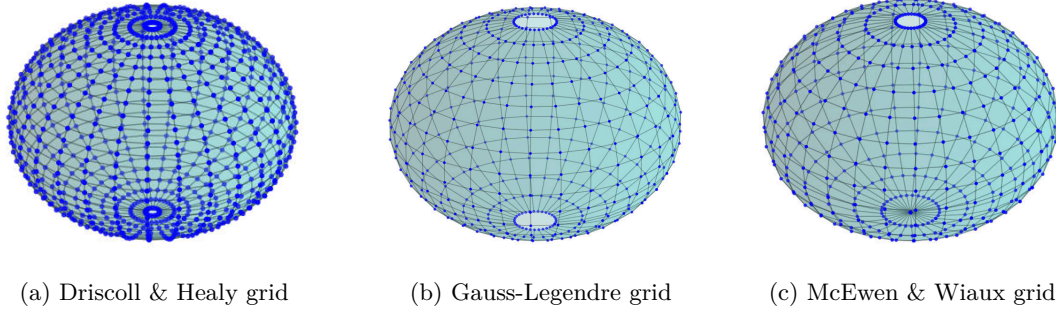 (a) Driscoll & Healy grid
(b) Gauss-Legendre grid
(c) McEwen & Wiaux grid